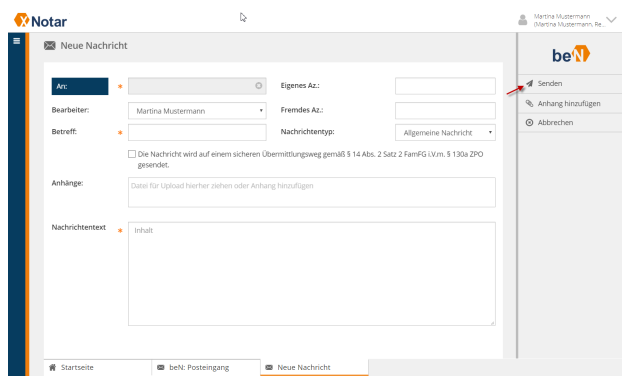 XNotar
Martina Mustermann
(Martina Mustermann, Re...
Neue Nachricht
beN
An: *
Eigenes Az.:
Senden
Anhang hinzufügen
Bearbeiter:
Martina Mustermann
Fremdes Az.:
Abbrechen
Betreff: *
Nachrichtentyp:
Allgemeine Nachricht
Die Nachricht wird auf einem sicheren Übermittlungsweg gemäß § 14 Abs. 2 Satz 2 FamFG i.V.m. § 130a ZPO
gesendet.
Anhänge:
Datei für Upload hierher ziehen oder Anhang hinzufügen
Nachrichtentext *
Inhalt
Startseite
beN: Posteingang
Neue Nachricht